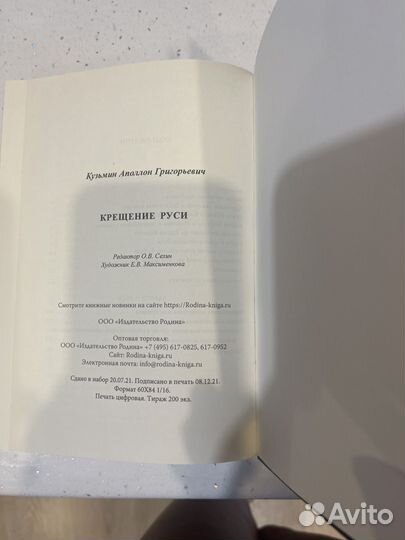 Кузьмин Аполлон Григорьевич
КРЕЩЕНИЕ РУСИ
Редактор О.В. Селин
Художник Е.В. Максименкова
Смотрите книжные новинки на сайте https://Rodina-kniga.ru
ООО «Издательство Родина»
Оптовая торговля:
ООО «Издательство Родина» +7 (495) 617-0825, 617-0952
Сайт: Rodina-kniga.ru
Электронная почта: info@rodina-kniga.ru
Сдано в набор 20.07.21. Подписано в печать 08.12.21.
Формат 60X84 1/16.
Печать цифровая. Тираж 200 экз.
Avito